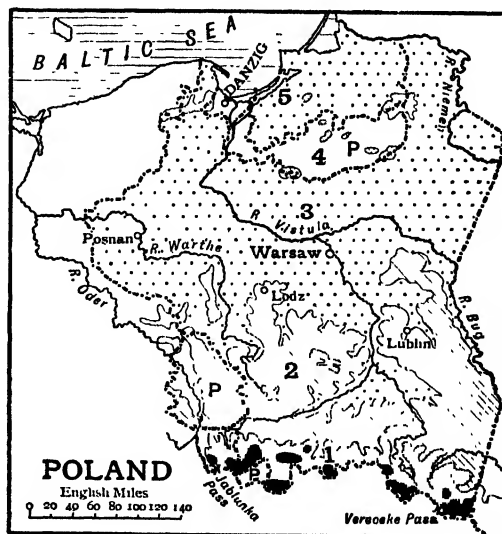 BALTIC SEA
DANZIG
R. Niemen
5
4
P
3
R. Vistula
Posnan
R. Warthe
Warsaw
R. Oder
Lodz
R. Bug
Lublin
2
P
1
P
Jablunka Pass
POLAND
English Miles
0 20 40 60 80 100 120 140
Verecke Pass